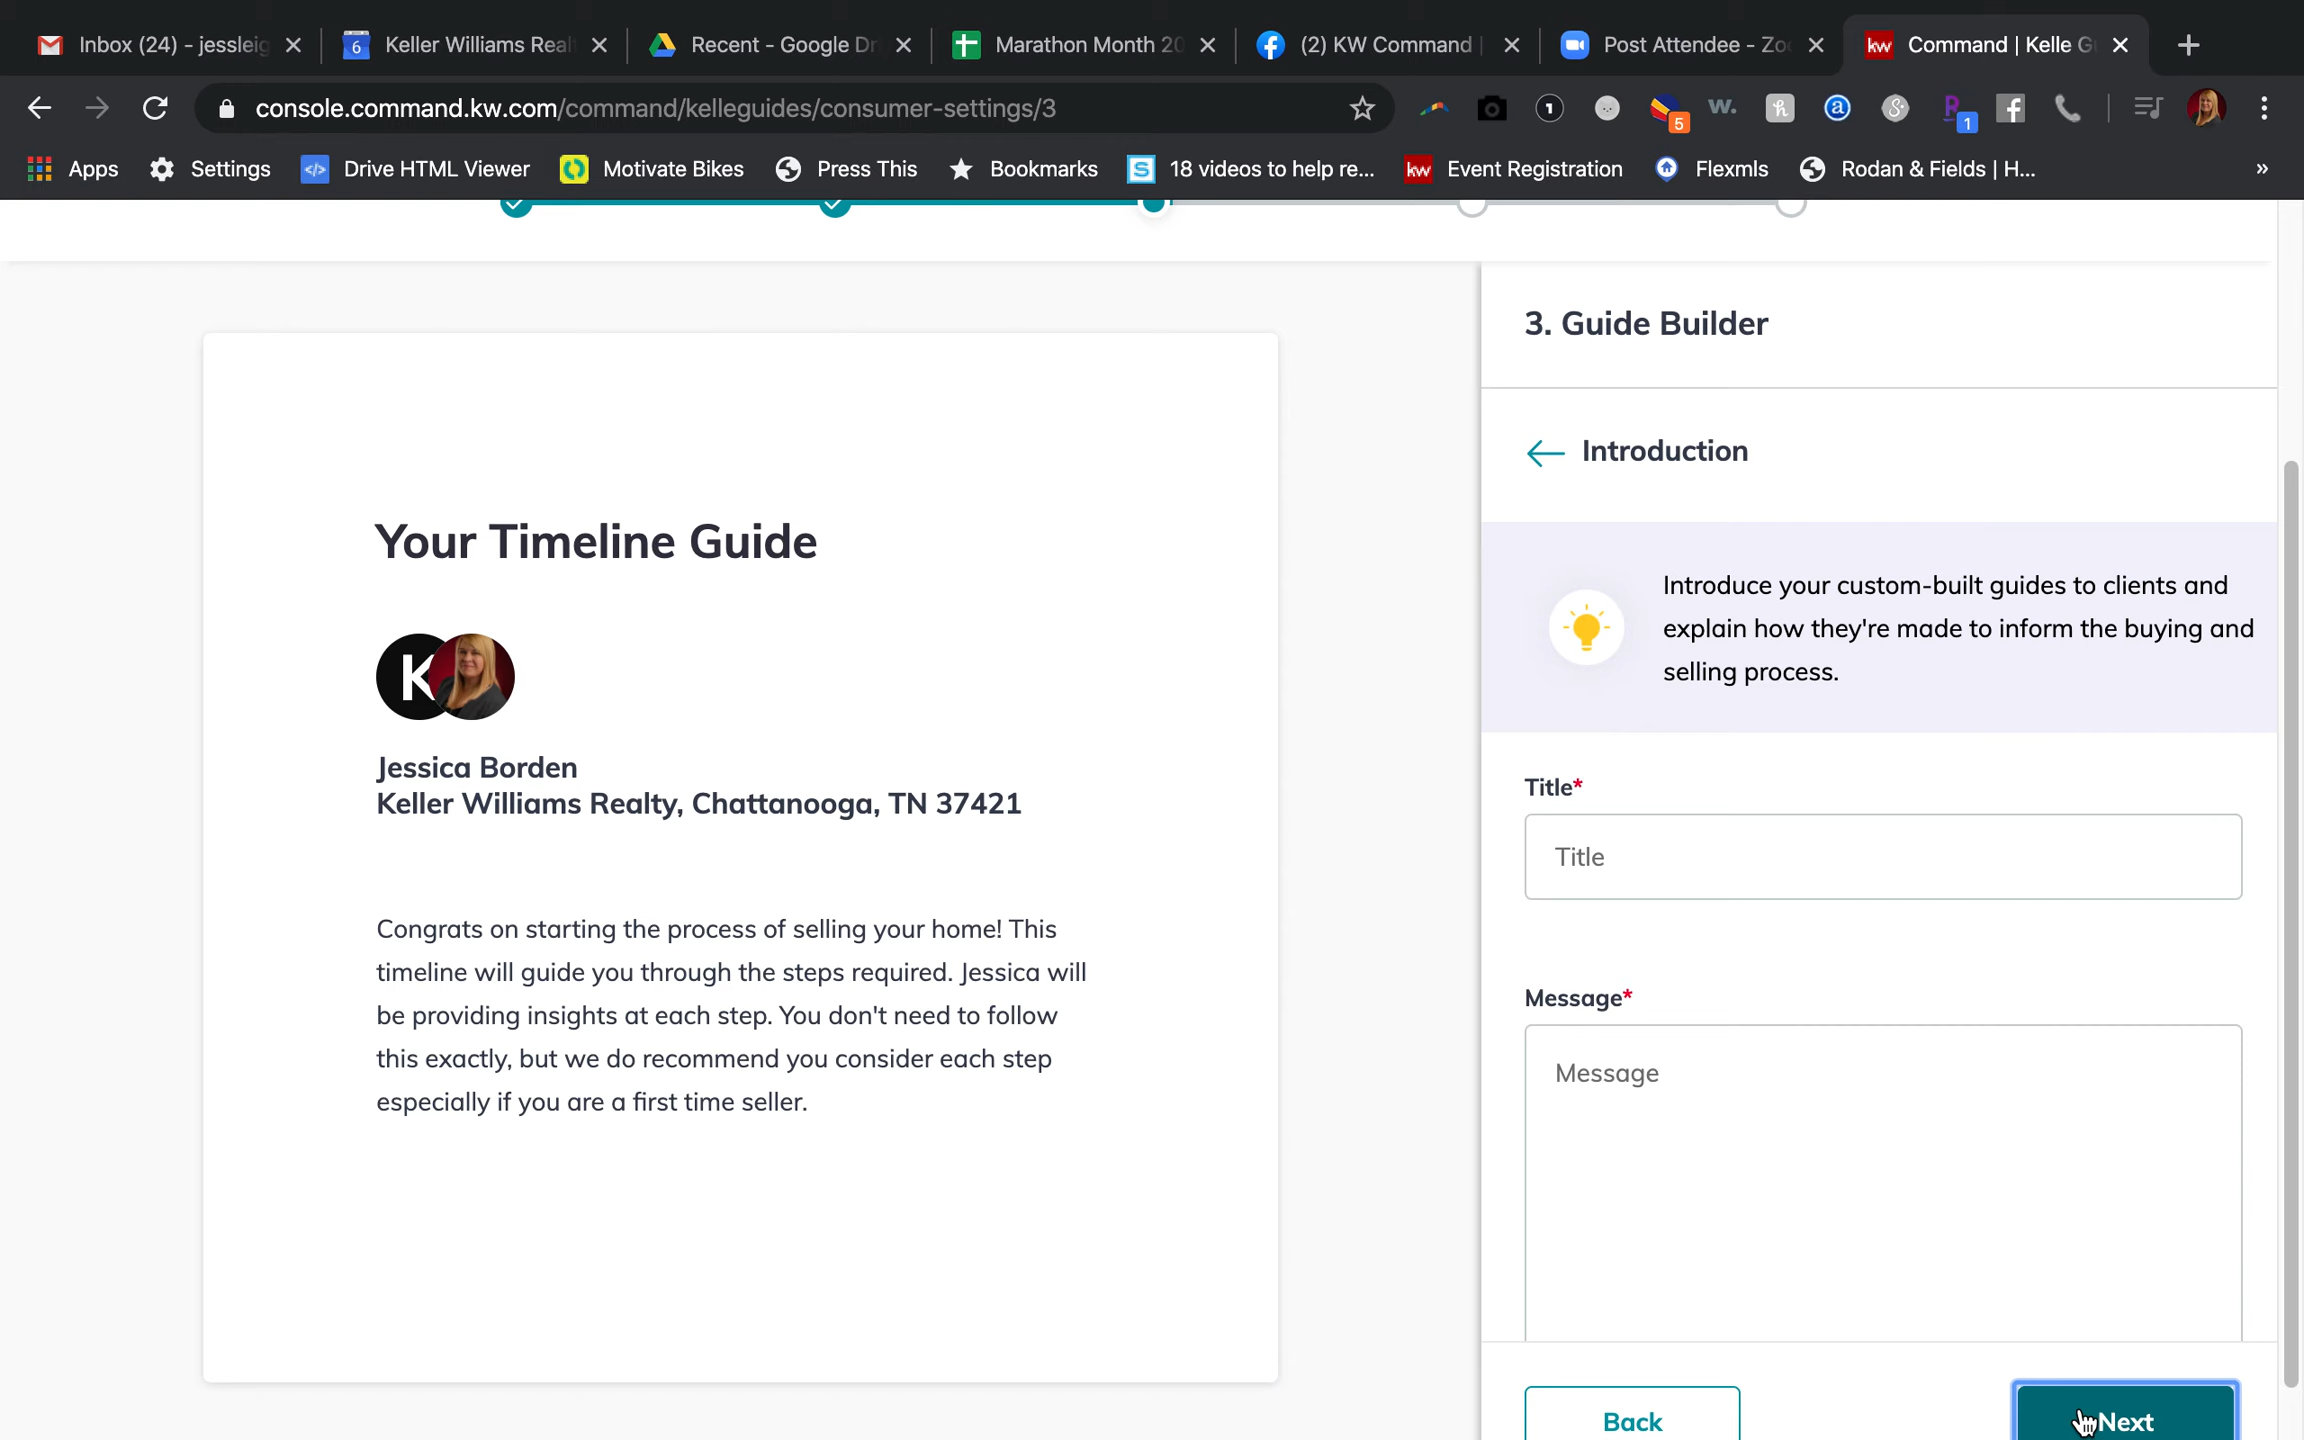 Inbox (24) - jessleig
Keller Williams Real
Recent - Google Dr
Marathon Month 20
(2) KW Command
Post Attendee - Zoo
kw Command | Kelle G
console.command.kw.com/command/kelleguides/consumer-settings/3
Apps
Settings
Drive HTML Viewer
Motivate Bikes
Press This
Bookmarks
18 videos to help re...
kw Event Registration
Flexmls
Rodan & Fields | H...
3. Guide Builder
Introduction
Introduce your custom-built guides to clients and
explain how they're made to inform the buying and
selling process.
Title*
Title
Message*
Message
Back
Next
Your Timeline Guide
K
Jessica Borden
Keller Williams Realty, Chattanooga, TN 37421
Congrats on starting the process of selling your home! This
timeline will guide you through the steps required. Jessica will
be providing insights at each step. You don't need to follow
this exactly, but we do recommend you consider each step
especially if you are a first time seller.